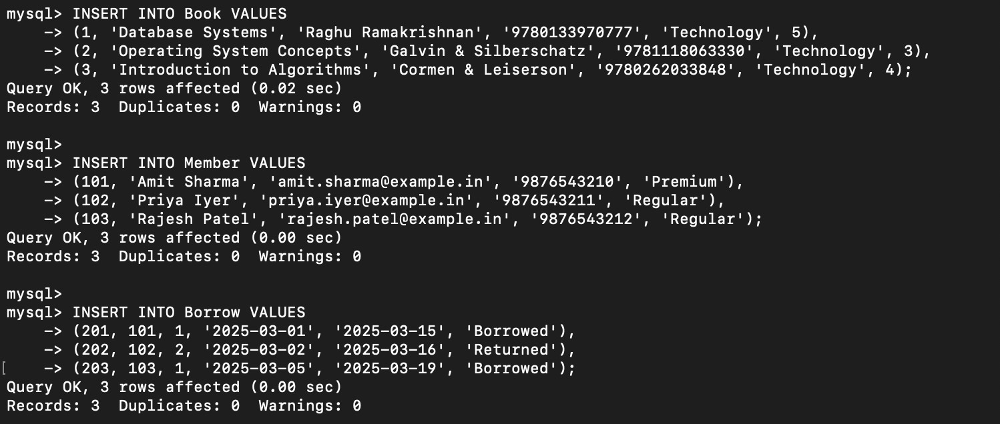 mysql> INSERT INTO Book VALUES
    -> (1, 'Database Systems', 'Raghu Ramakrishnan', '9780133970777', 'Technology', 5),
    -> (2, 'Operating System Concepts', 'Galvin & Silberschatz', '9781118063330', 'Technology', 3),
    -> (3, 'Introduction to Algorithms', 'Cormen & Leiserson', '9780262033848', 'Technology', 4);
Query OK, 3 rows affected (0.02 sec)
Records: 3  Duplicates: 0  Warnings: 0

mysql>
mysql> INSERT INTO Member VALUES
    -> (101, 'Amit Sharma', 'amit.sharma@example.in', '9876543210', 'Premium'),
    -> (102, 'Priya Iyer', 'priya.iyer@example.in', '9876543211', 'Regular'),
    -> (103, 'Rajesh Patel', 'rajesh.patel@example.in', '9876543212', 'Regular');
Query OK, 3 rows affected (0.00 sec)
Records: 3  Duplicates: 0  Warnings: 0

mysql>
mysql> INSERT INTO Borrow VALUES
    -> (201, 101, 1, '2025-03-01', '2025-03-15', 'Borrowed'),
    -> (202, 102, 2, '2025-03-02', '2025-03-16', 'Returned'),
[    -> (203, 103, 1, '2025-03-05', '2025-03-19', 'Borrowed');
Query OK, 3 rows affected (0.00 sec)
Records: 3  Duplicates: 0  Warnings: 0